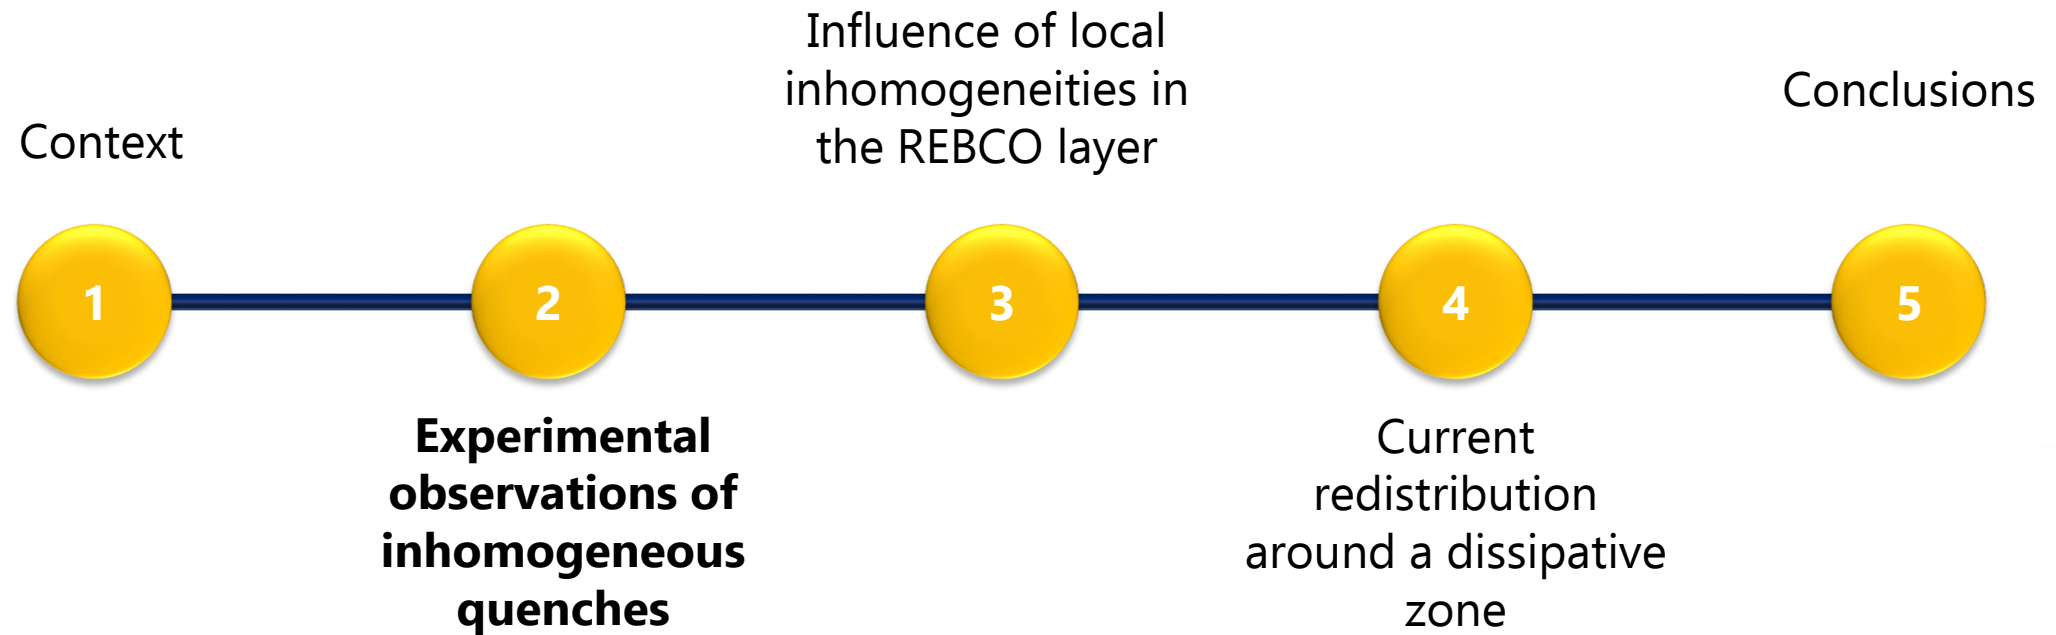 Context
1
Experimental
observations of
inhomogeneous
quenches
2
Influence of local
inhomogeneities in
the REBCO layer
3
Current
redistribution
around a dissipative
zone
4
Conclusions
5